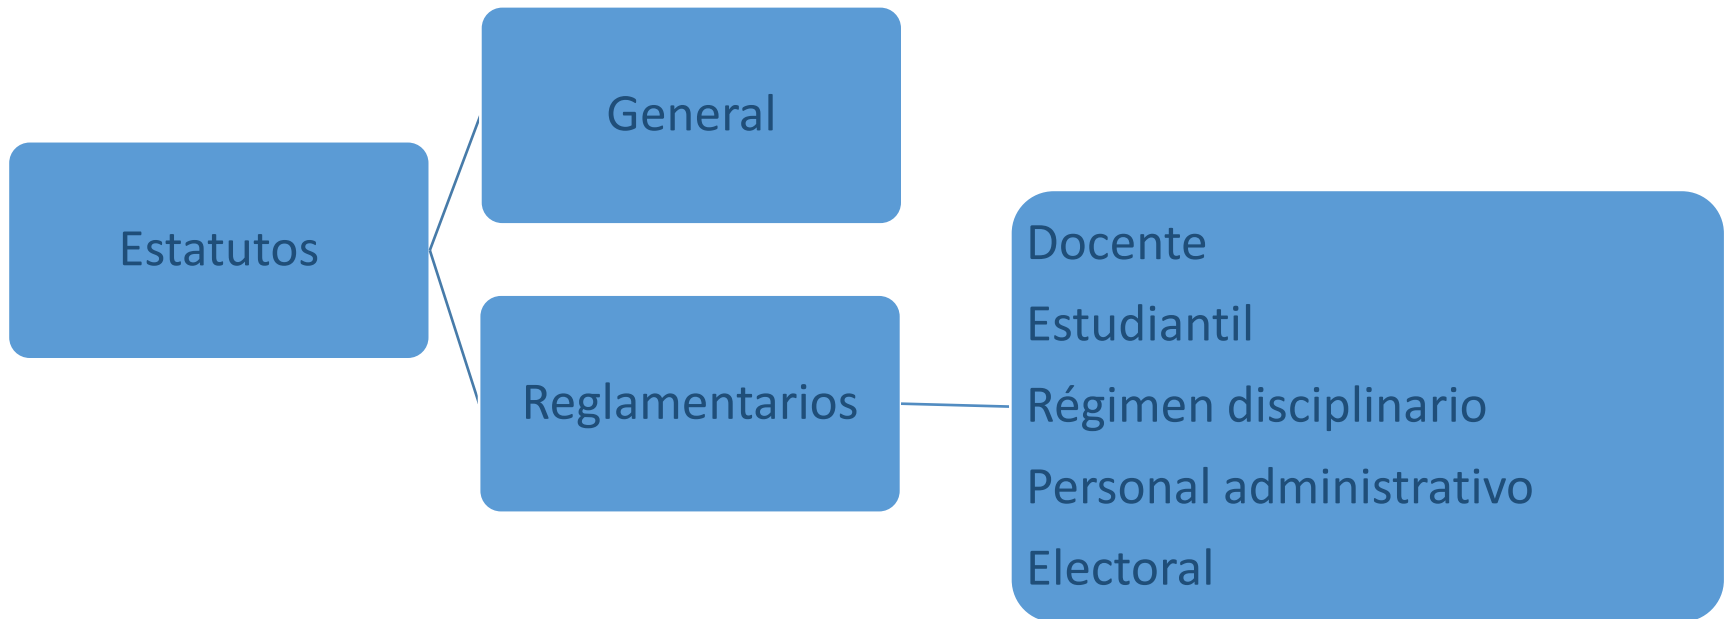 Estatutos
General
Reglamentarios
Docente
Estudiantil
Régimen disciplinario
Personal administrativo
Electoral